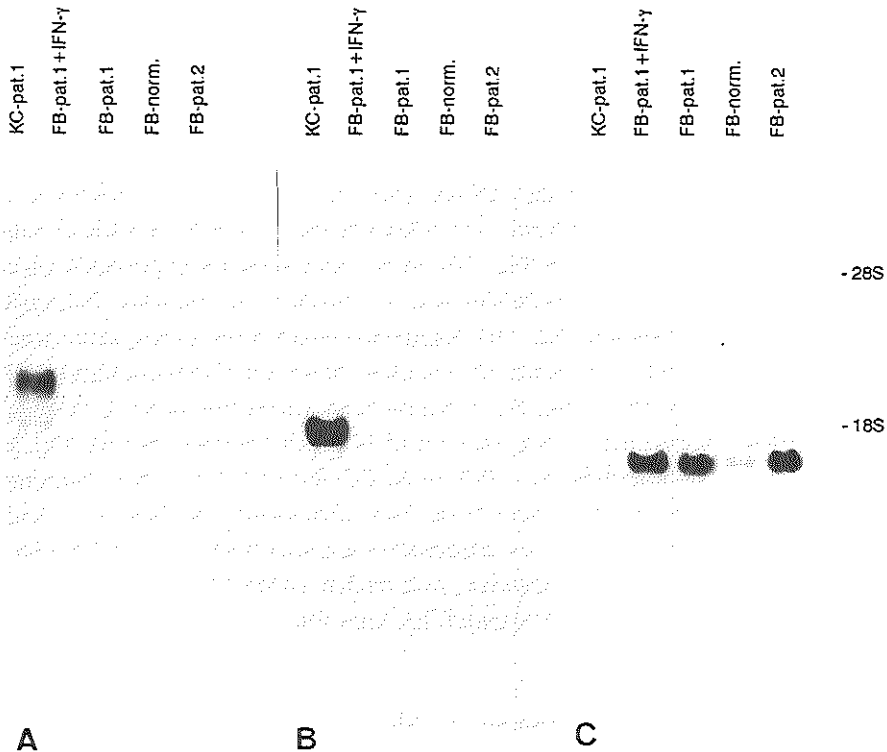 KC-pat.1
FB-pat.1+IFN-γ
FB-pat.1
FB-norm.
FB-pat.2
KC-pat.1
FB-pat.1+IFN-γ
FB-pat.1
FB-norm.
FB-pat.2
KC-pat.1
FB-pat.1+IFN-γ
FB-pat.1
FB-norm.
FB-pat.2
- 28S
- 18S
A
B
C